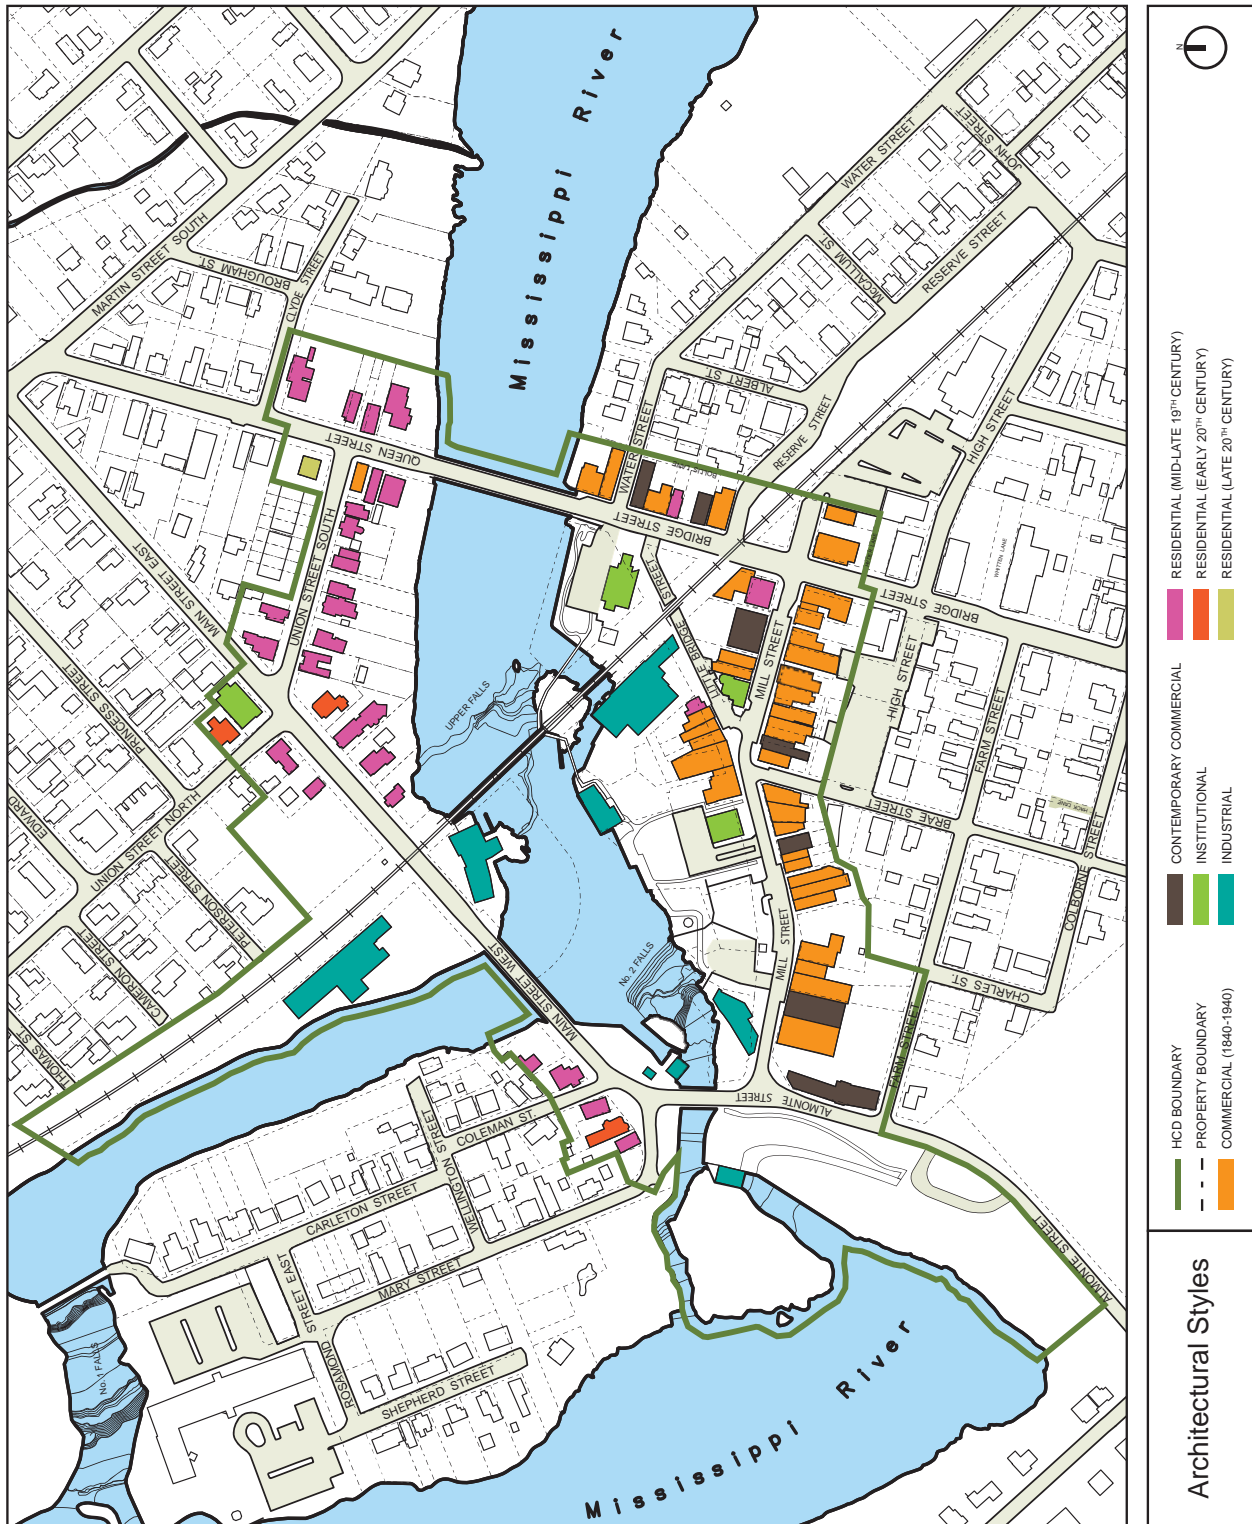 Mississippi River
MARTIN STREET SOUTH
BROUGHAM ST.
CLYDE STREET
MAIN STREET EAST
PRINCESS STREET
EDWARD
UNION STREET NORTH
PETERSON STREET
CAMERON STREET
THOMAS ST.
UNION STREET SOUTH
QUEEN STREET
WATER STREET
WATER STREET
JOHN STREET
McCALLUM ST
RESERVE STREET
ALBERT ST.
RESERVE STREET
HIGH STREET
BRIDGE STREET
LITTLE BRIDGE STREET
MILL STREET
WHITTEN LANE
BRIDGE STREET
HIGH STREET
FARM STREET
BRAE STREET
HACK LANE
COLBORNE STREET
CHARLES ST.
UPPER FALLS
No. 2 FALLS
MILL STREET
FARM STREET
MAIN STREET WEST
ALMONTE STREET
COLEMAN ST.
WELLINGTON STREET
CARLETON STREET
MARY STREET
ROSAMOND STREET EAST
SHEPHERD STREET
No. 1 FALLS
ALMONTE STREET
Mississippi River
Architectural Styles
HCD BOUNDARY
PROPERTY BOUNDARY
COMMERCIAL (1840-1940)
CONTEMPORARY COMMERCIAL
INSTITUTIONAL
INDUSTRIAL
RESIDENTIAL (MID-LATE 19TH CENTURY)
RESIDENTIAL (EARLY 20TH CENTURY)
RESIDENTIAL (LATE 20TH CENTURY)
N